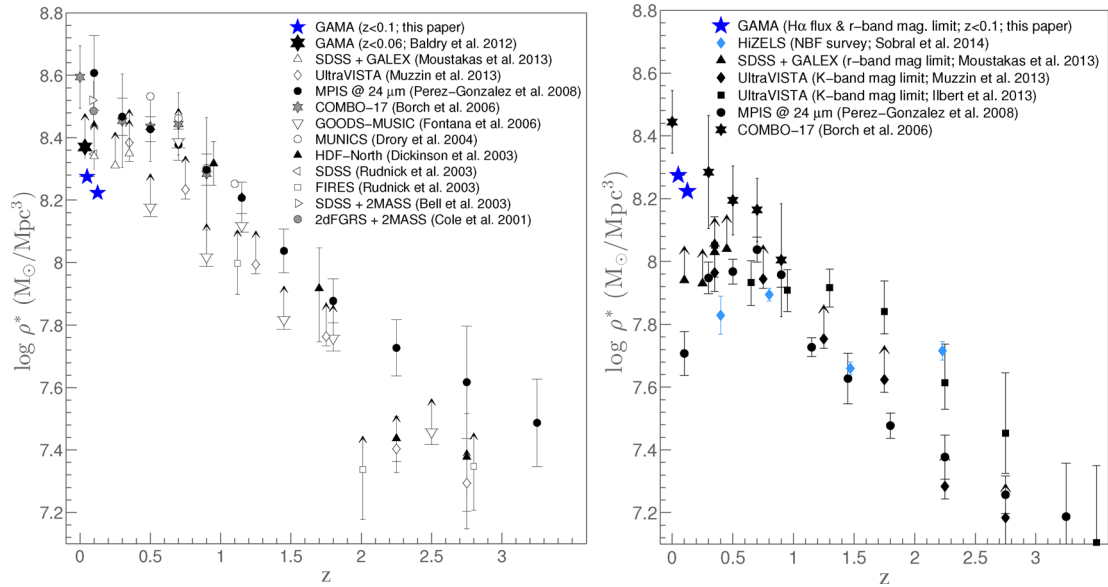 8.8
8.6
8.4
8.2
8
7.8
7.6
7.4
7.2
log ρ* (M⊙/Mpc³)
GAMA (z<0.1; this paper)
GAMA (z<0.06; Baldry et al. 2012)
SDSS + GALEX (Moustakas et al. 2013)
UltraVISTA (Muzzin et al. 2013)
MPIS @ 24 μm (Perez-Gonzalez et al. 2008)
COMBO-17 (Borch et al. 2006)
GOODS-MUSIC (Fontana et al. 2006)
MUNICS (Drory et al. 2004)
HDF-North (Dickinson et al. 2003)
SDSS (Rudnick et al. 2003)
FIRES (Rudnick et al. 2003)
SDSS + 2MASS (Bell et al. 2003)
2dFGRS + 2MASS (Cole et al. 2001)
0 0.5 1 1.5 2 2.5 3
z
8.8
8.6
8.4
8.2
8
7.8
7.6
7.4
7.2
log ρ* (M⊙/Mpc³)
GAMA (Hα flux & r-band mag. limit; z<0.1; this paper)
HiZELS (NBF survey; Sobral et al. 2014)
SDSS + GALEX (r-band mag limit; Moustakas et al. 2013)
UltraVISTA (K-band mag limit; Muzzin et al. 2013)
UltraVISTA (K-band mag limit; Ilbert et al. 2013)
MPIS @ 24 μm (Perez-Gonzalez et al. 2008)
COMBO-17 (Borch et al. 2006)
0 0.5 1 1.5 2 2.5 3 3.5
z